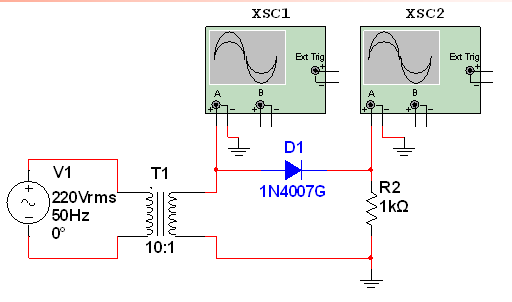 XSC1
XSC2
Ext Trig
A
B
Ext Trig
A
B
D1
1N4007G
V1
220Vrms
50Hz
0°
T1
10:1
R2
1kΩ